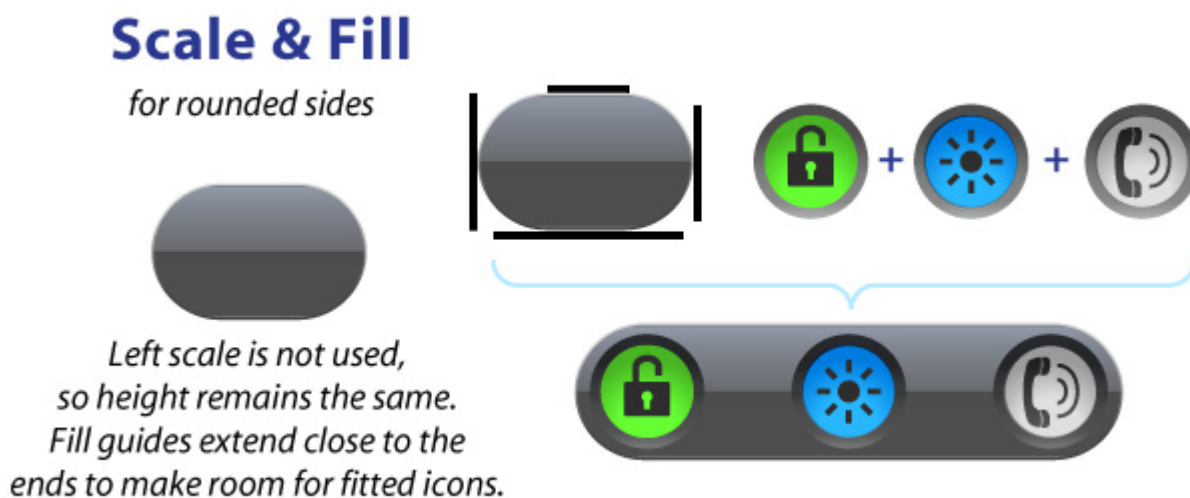 Scale & Fill
for rounded sides
+ +
Left scale is not used,
so height remains the same.
Fill guides extend close to the
ends to make room for fitted icons.